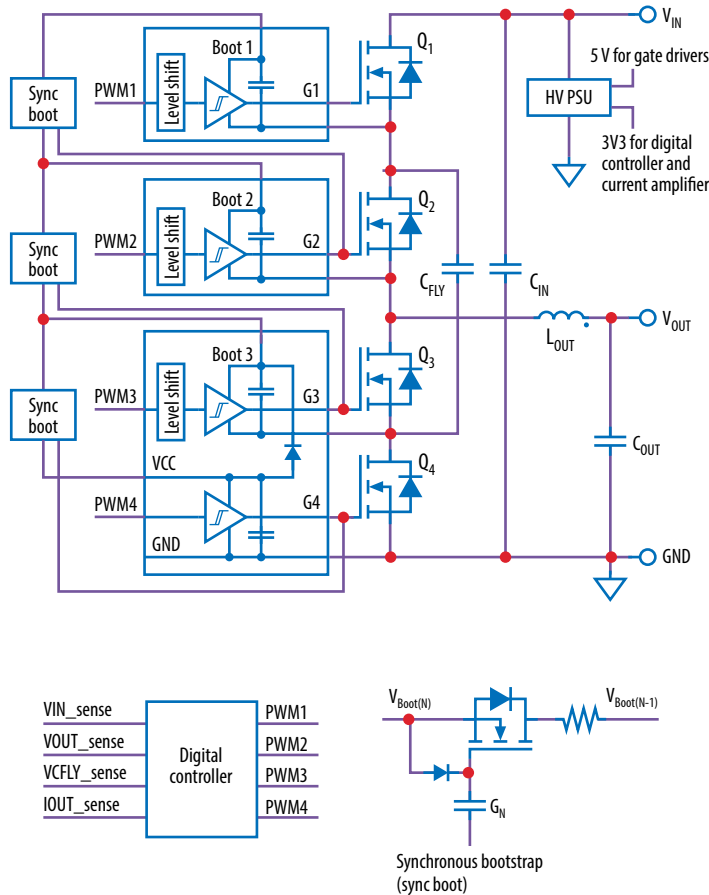 Boot 1
Q1
VIN
Sync
boot
PWM1
Level shift
G1
5 V for gate drivers
HV PSU
3V3 for digital
controller and
current amplifier
Boot 2
Q2
Sync
boot
PWM2
Level shift
G2
CFLY
CIN
VOUT
LOUT
Boot 3
Q3
Sync
boot
PWM3
Level shift
G3
COUT
VCC
Q4
PWM4
G4
GND
GND
VIN_sense
VOUT_sense
VCFLY_sense
IOUT_sense
Digital
controller
PWM1
PWM2
PWM3
PWM4
VBoot(N)
VBoot(N-1)
GN
Synchronous bootstrap
(sync boot)